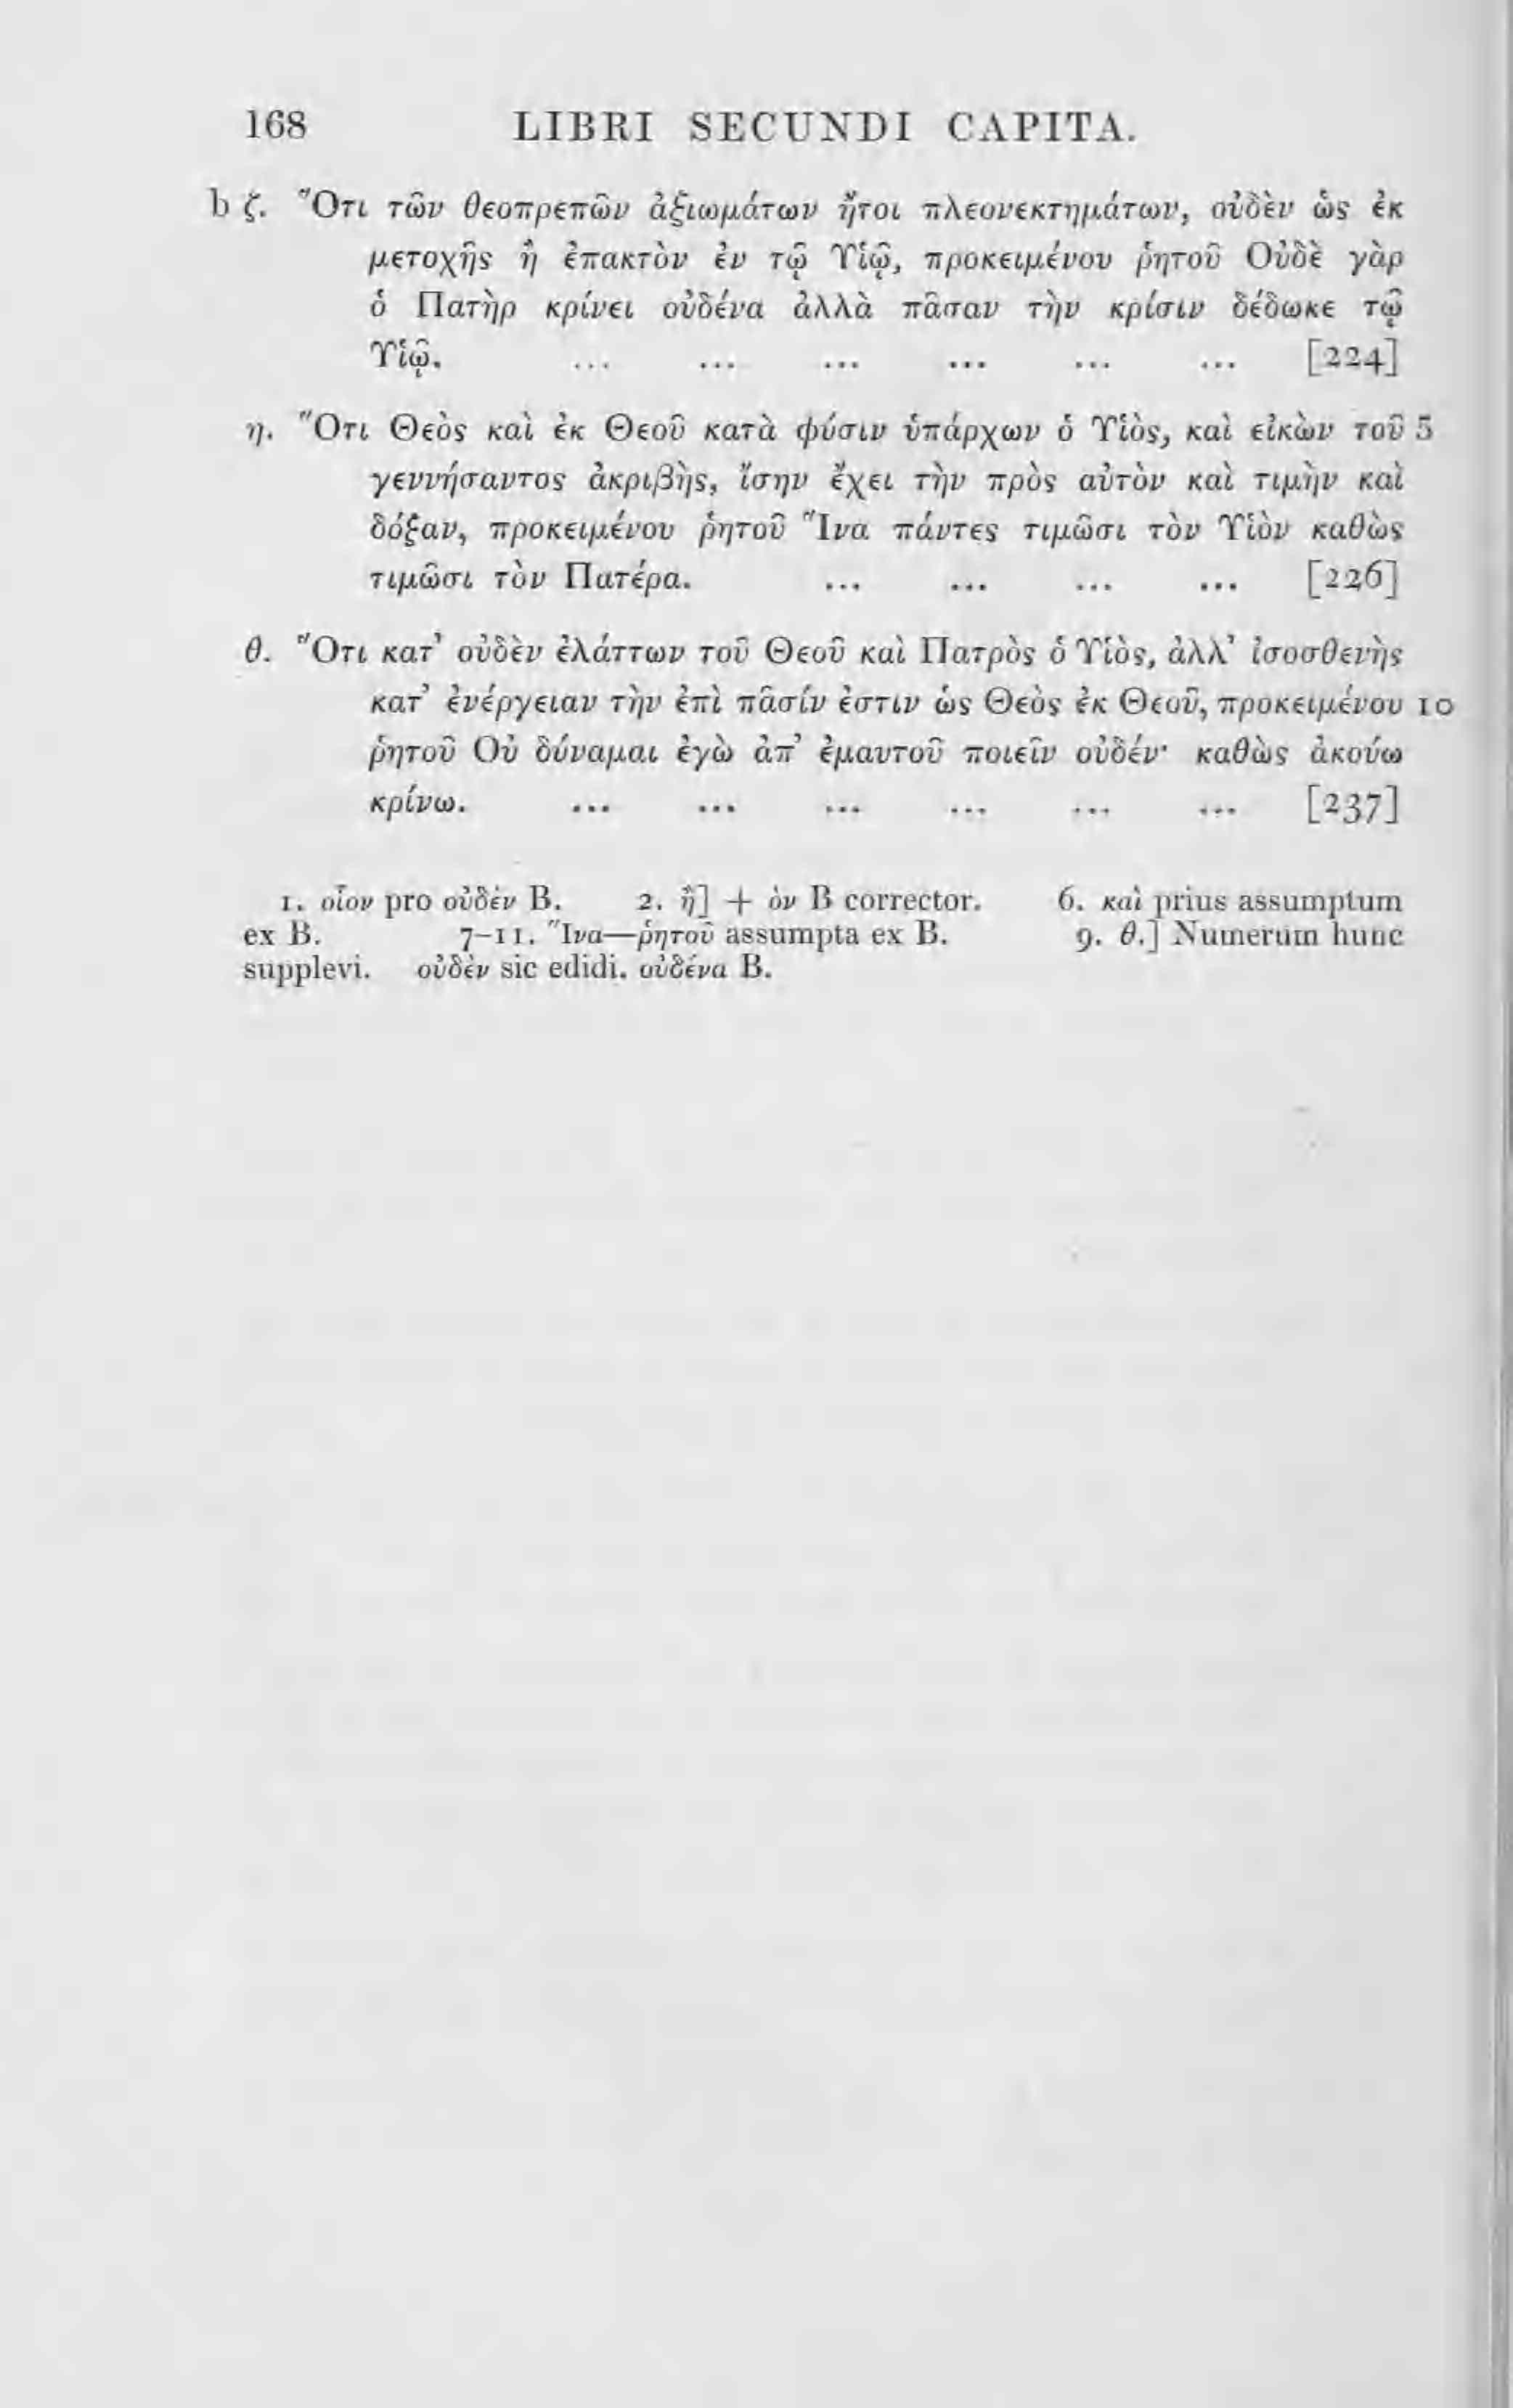 168 LIBRI SECUNDI CAPITA.
b ζ. Ὅτι τῶν θεοπρεπῶν ἀξιωμάτων ἤτοι πλεονεκτημάτων, οὐδὲν ὡς ἐκ
μετοχῆς ἢ ἐπακτὸν ἐν τῷ Υἱῷ, προκειμένου ῥητοῦ Οὐδὲ γὰρ
ὁ Πατὴρ κρίνει οὐδένα ἀλλὰ πᾶσαν τὴν κρίσιν δέδωκε τῷ
Υἱῷ. ... ... ... ... ... ... [224]
η. Ὅτι Θεὸς καὶ ἐκ Θεοῦ κατὰ φύσιν ὑπάρχων ὁ Υἱὸς, καὶ εἰκὼν τοῦ 5
γεννήσαντος ἀκριβὴς, ἴσην ἔχει τὴν πρὸς αὐτὸν καὶ τιμὴν καὶ
δόξαν, προκειμένου ῥητοῦ Ἵνα πάντες τιμῶσι τὸν Υἱὸν καθὼς
τιμῶσι τὸν Πατέρα. ... ... ... ... [226]
θ. Ὅτι κατ’ οὐδὲν ἐλάττων τοῦ Θεοῦ καὶ Πατρὸς ὁ Υἱὸς, ἀλλ’ ἰσοσθενὴς
κατ’ ἐνέργειαν τὴν ἐπὶ πᾶσίν ἐστιν ὡς Θεὸς ἐκ Θεοῦ, προκειμένου 10
ῥητοῦ Οὐ δύναμαι ἐγὼ ἀπ’ ἐμαυτοῦ ποιεῖν οὐδέν· καθὼς ἀκούω
κρίνω. ... ... ... ... ... ... [237]
1. οἷον pro οὐδέν B. 2. ἢ] + ὂν B corrector. 6. καὶ prius assumptum
ex B. 7–11. Ἵνα—ῥητοῦ assumpta ex B. 9. θ.] Numerum hunc
supplevi. οὐδὲν sic edidi. οὐδένα B.